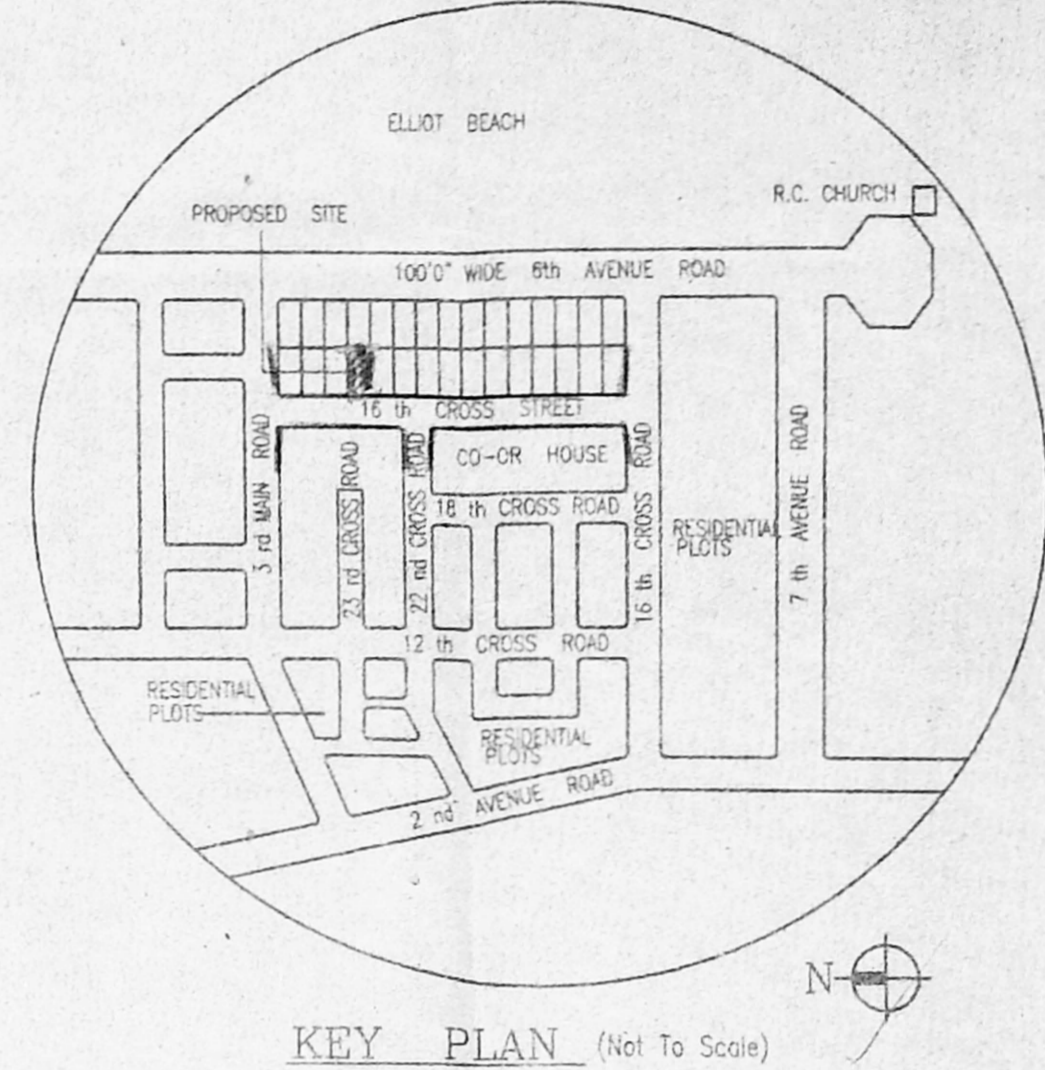 ELLIOT BEACH
R.C. CHURCH
PROPOSED SITE
100'0" WIDE 6th AVENUE ROAD
16 th CROSS STREET
3 rd MAIN ROAD
23 rd CROSS ROAD
22 nd CROSS ROAD
CO-OR HOUSE
18 th CROSS ROAD
16 th CROSS ROAD
RESIDENTIAL
PLOTS
7 th AVENUE ROAD
12 th CROSS ROAD
RESIDENTIAL
PLOTS
RESIDENTIAL
PLOTS
2 nd AVENUE ROAD
N
KEY PLAN (Not To Scale)